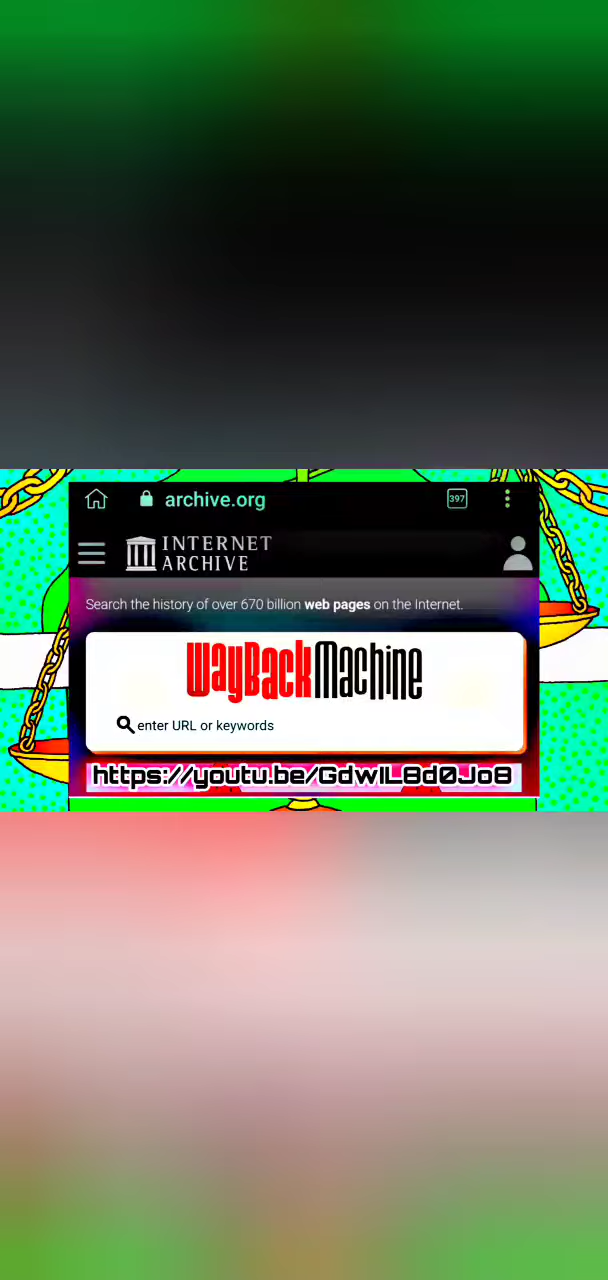 archive.org
397
INTERNET
ARCHIVE
Search the history of over 670 billion web pages on the Internet.
WayBackMachine
enter URL or keywords
https://youtu.be/GdwIL8d0Jo8